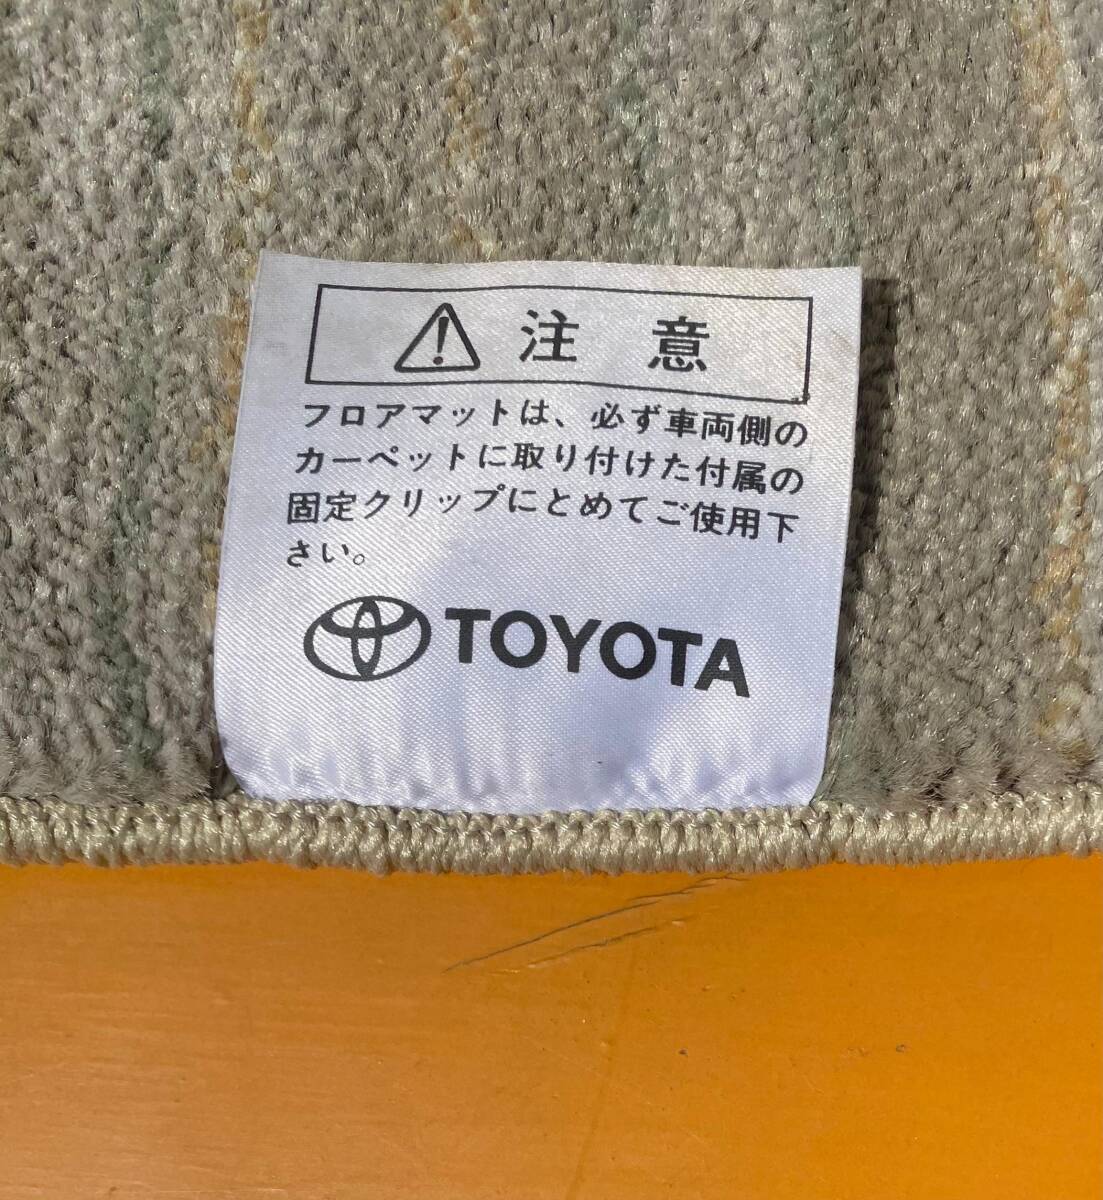 注意
フロアマットは、必ず車両側の
カーペットに取り付けた付属の
固定クリップにとめてご使用下
さい。
TOYOTA